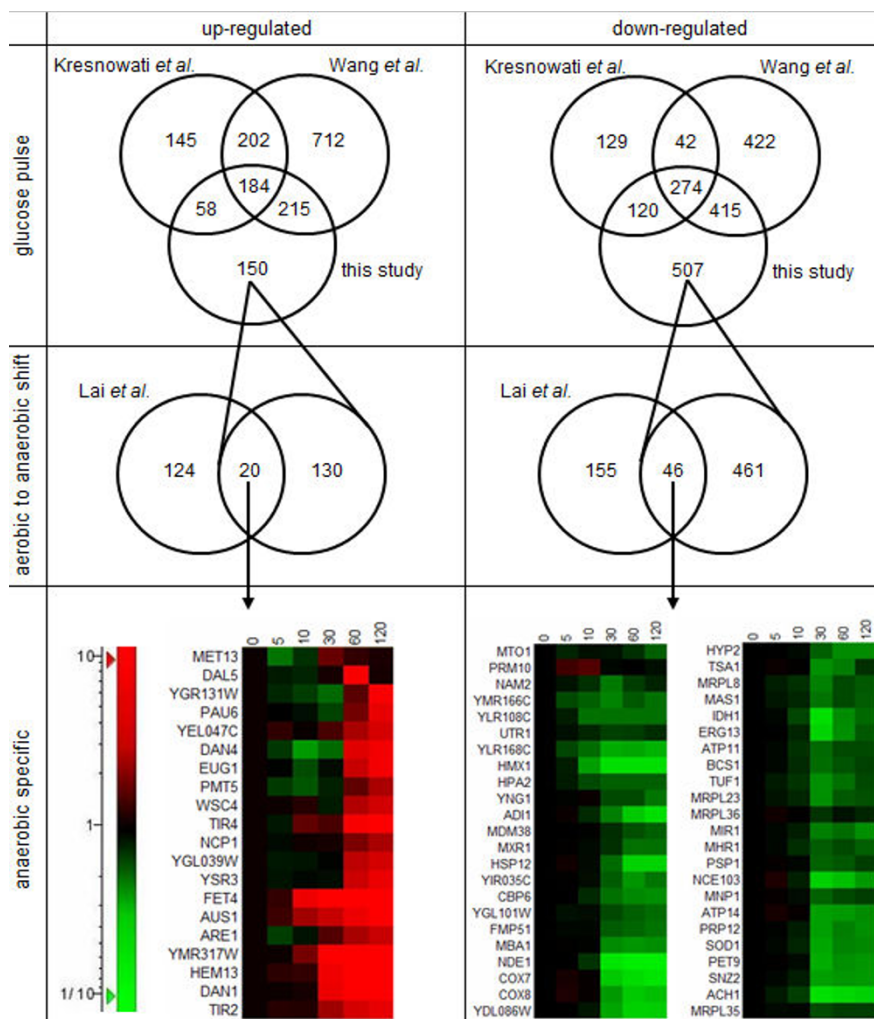 up-regulated
down-regulated
glucose pulse
Kresnowati et al.
Wang et al.
145
202
712
184
58
215
150
this study
Kresnowati et al.
Wang et al.
129
42
422
274
120
415
507
this study
aerobic to anaerobic shift
Lai et al.
124
20
130
Lai et al.
155
46
461
anaerobic specific
10
1
1/10
0 5 10 30 60 120
MET13
DAL5
YGR131W
PAU6
YEL047C
DAN4
EUG1
PMT5
WSC4
TIR4
NCP1
YGL039W
YSR3
FET4
AUS1
ARE1
YMR317W
HEM13
DAN1
TIR2
0 5 10 30 60 120
MTO1
PRM10
NAM2
YMR166C
YLR108C
UTR1
YLR168C
HMX1
HPA2
YNG1
ADI1
MDM38
MXR1
HSP12
YIR035C
CBP6
YGL101W
FMP51
MBA1
NDE1
COX7
COX8
YDL086W
0 5 10 30 60 120
HYP2
TSA1
MRPL8
MAS1
IDH1
ERG13
ATP11
BCS1
TUF1
MRPL23
MRPL36
MIR1
MHR1
PSP1
NCE103
MNP1
ATP14
PRP12
SOD1
PET9
SNZ2
ACH1
MRPL35